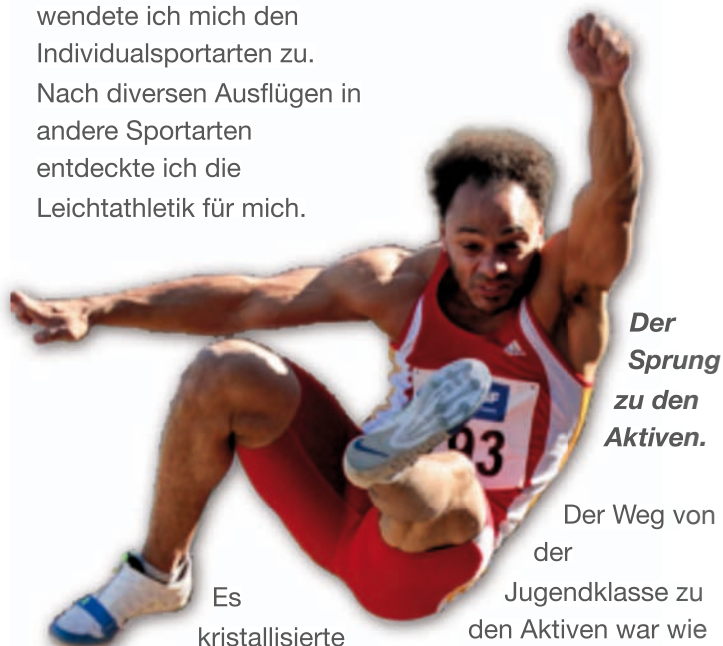 wendete ich mich den
Individualsportarten zu.
Nach diversen Ausflügen in
andere Sportarten
entdeckte ich die
Leichtathletik für mich.
Es
kristallisierte
Der
Sprung
zu den
Aktiven.
Der Weg von
der
Jugendklasse zu
den Aktiven war wie
93